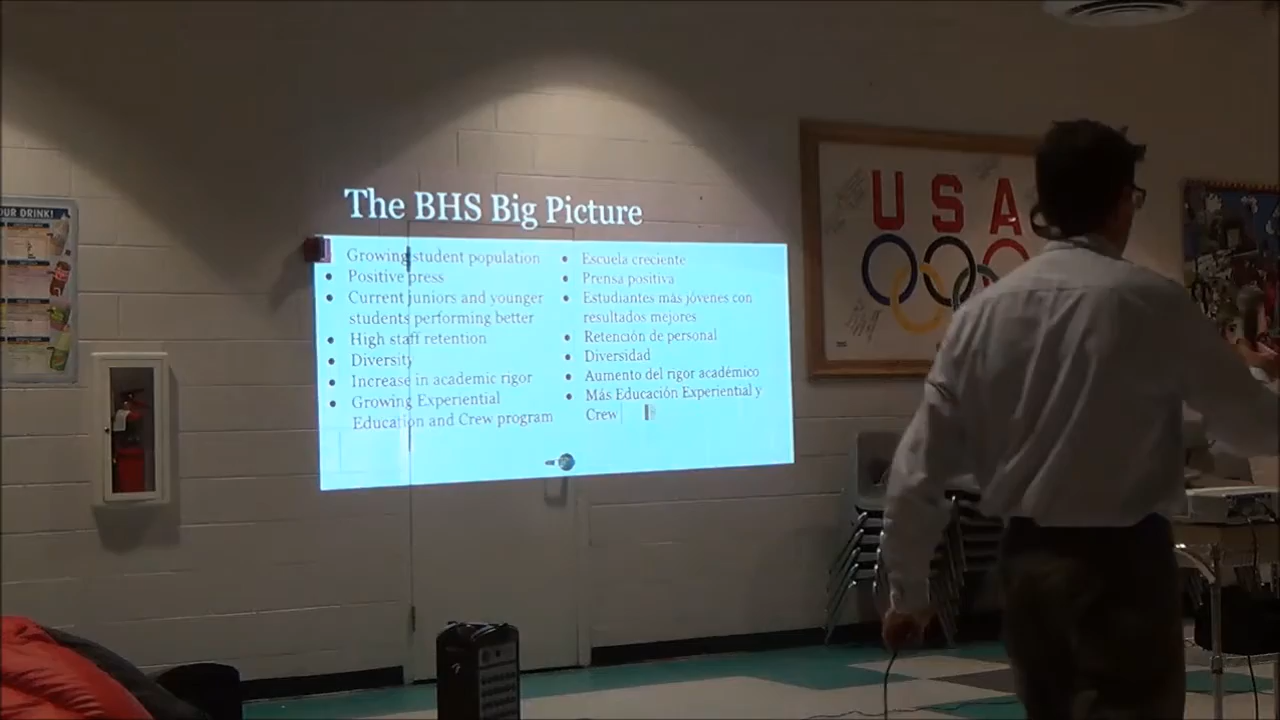 OUR DRINK!
The BHS Big Picture
Growing student population
Positive press
Current juniors and younger
students performing better
High staff retention
Diversity
Increase in academic rigor
Growing Experiential
Education and Crew program
Escuela creciente
Prensa positiva
Estudiantes más jóvenes con
resultados mejores
Retención de personal
Diversidad
Aumento del rigor académico
Más Educación Experiential y
Crew
USA